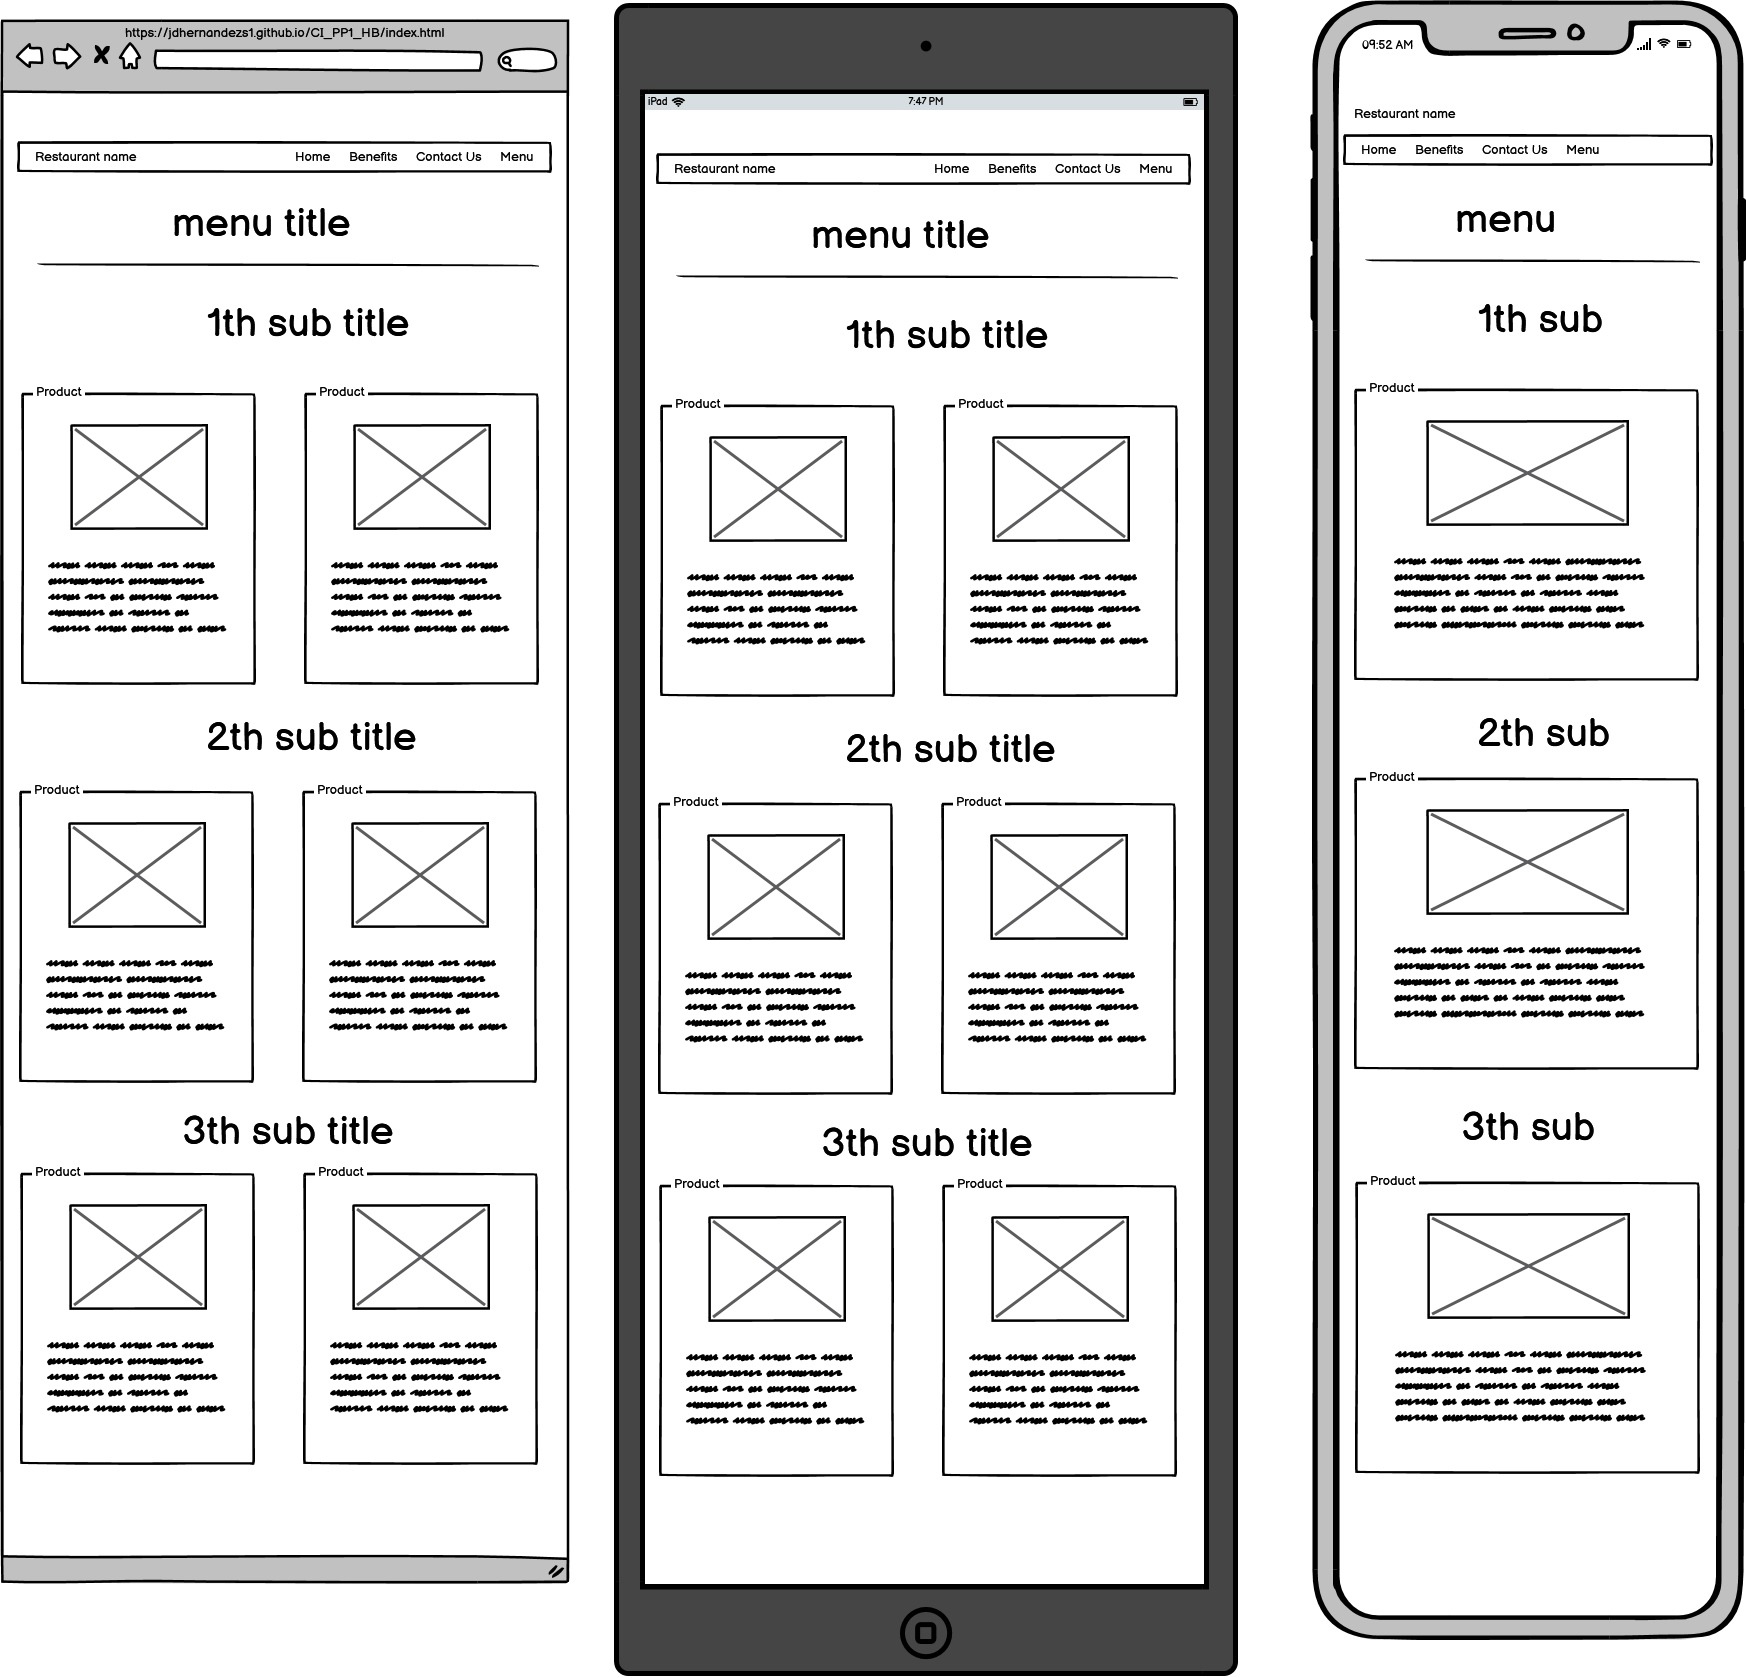 https://jdhernandezs1.github.io/CI_PP1_HB/index.html
Restaurant name Home Benefits Contact Us Menu
menu title
1th sub title
Product Product
2th sub title
Product Product
3th sub title
Product Product
iPad 7:47 PM
Restaurant name Home Benefits Contact Us Menu
menu title
1th sub title
Product Product
2th sub title
Product Product
3th sub title
Product Product
09:52 AM
Restaurant name
Home Benefits Contact Us Menu
menu
1th sub
Product
2th sub
Product
3th sub
Product